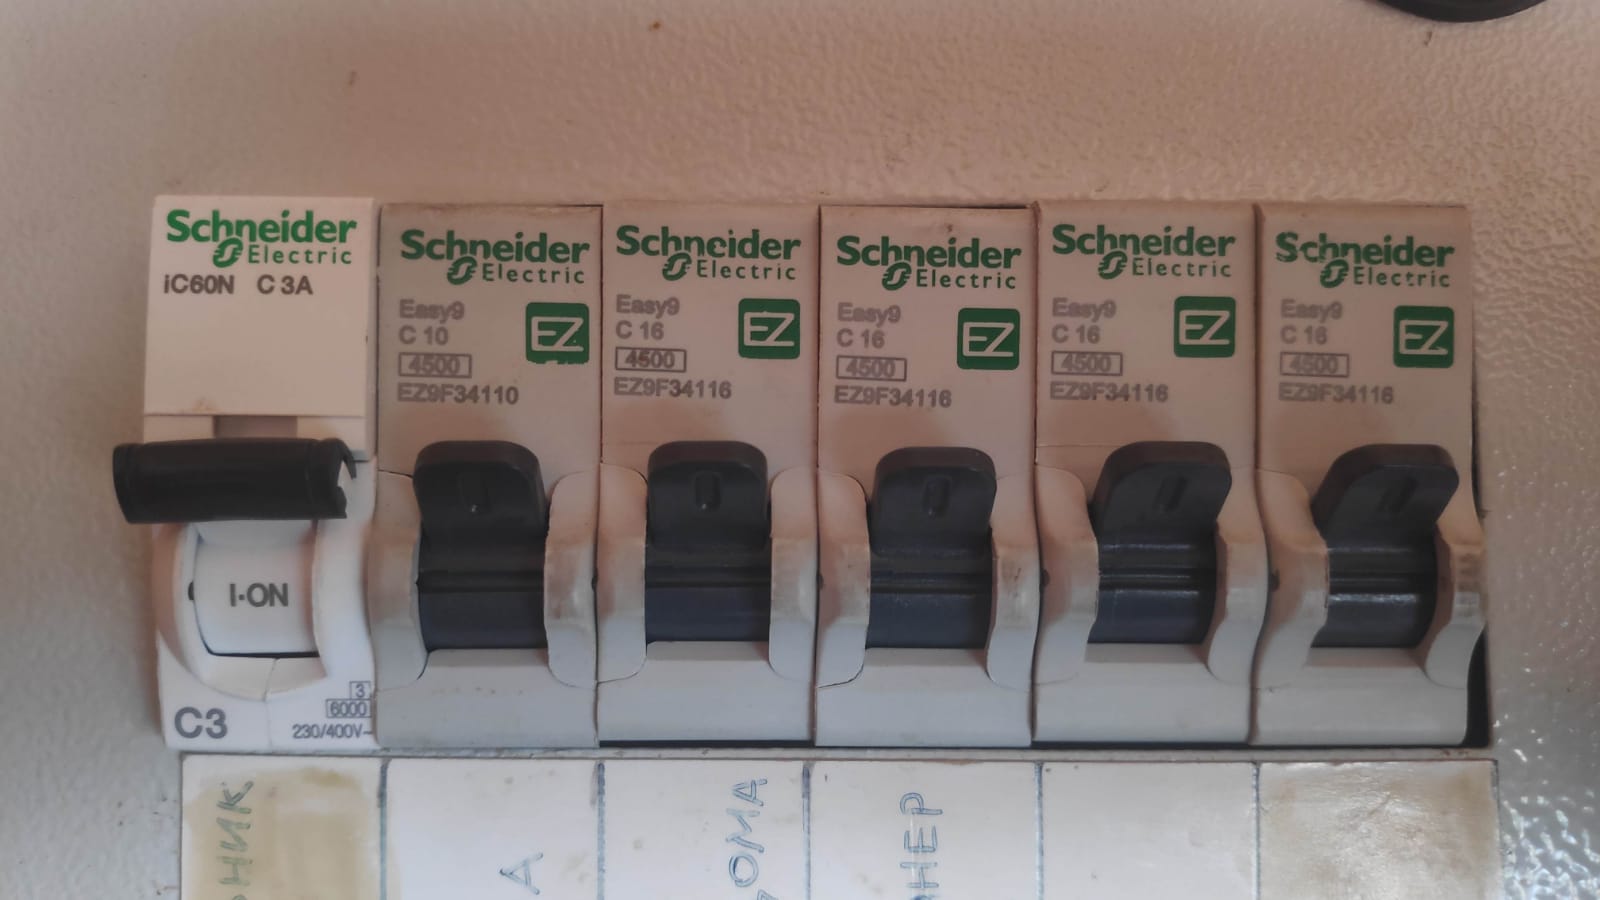 Schneider
Electric
iC60N C 3A
I·ON
3
6000
230/400V~
C3
Schneider
Electric
Easy9
C 10
4500
EZ9F34110
EZ
Schneider
Electric
Easy9
C 16
4500
EZ9F34116
EZ
Schneider
Electric
Easy9
C 16
4500
EZ9F34116
EZ
Schneider
Electric
Easy9
C 16
4500
EZ9F34116
EZ
Schneider
Electric
Easy9
C 16
4500
EZ9F34116
EZ
А